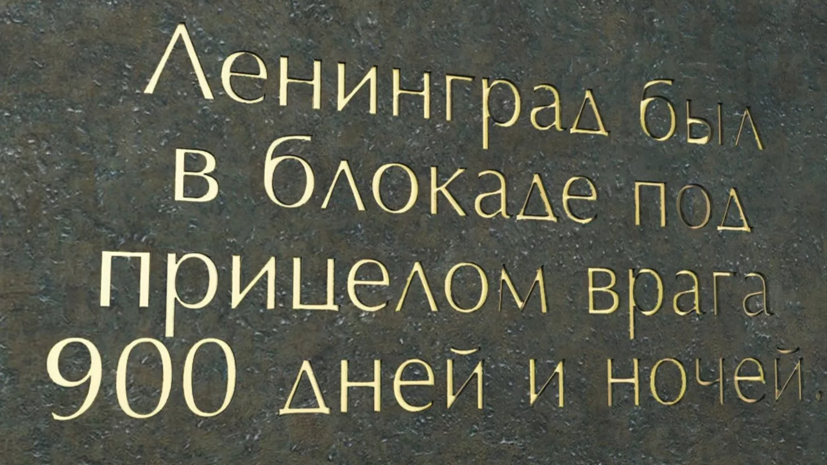 Ленинград был
в блокаде под
прицелом врага
900 дней и ночей.